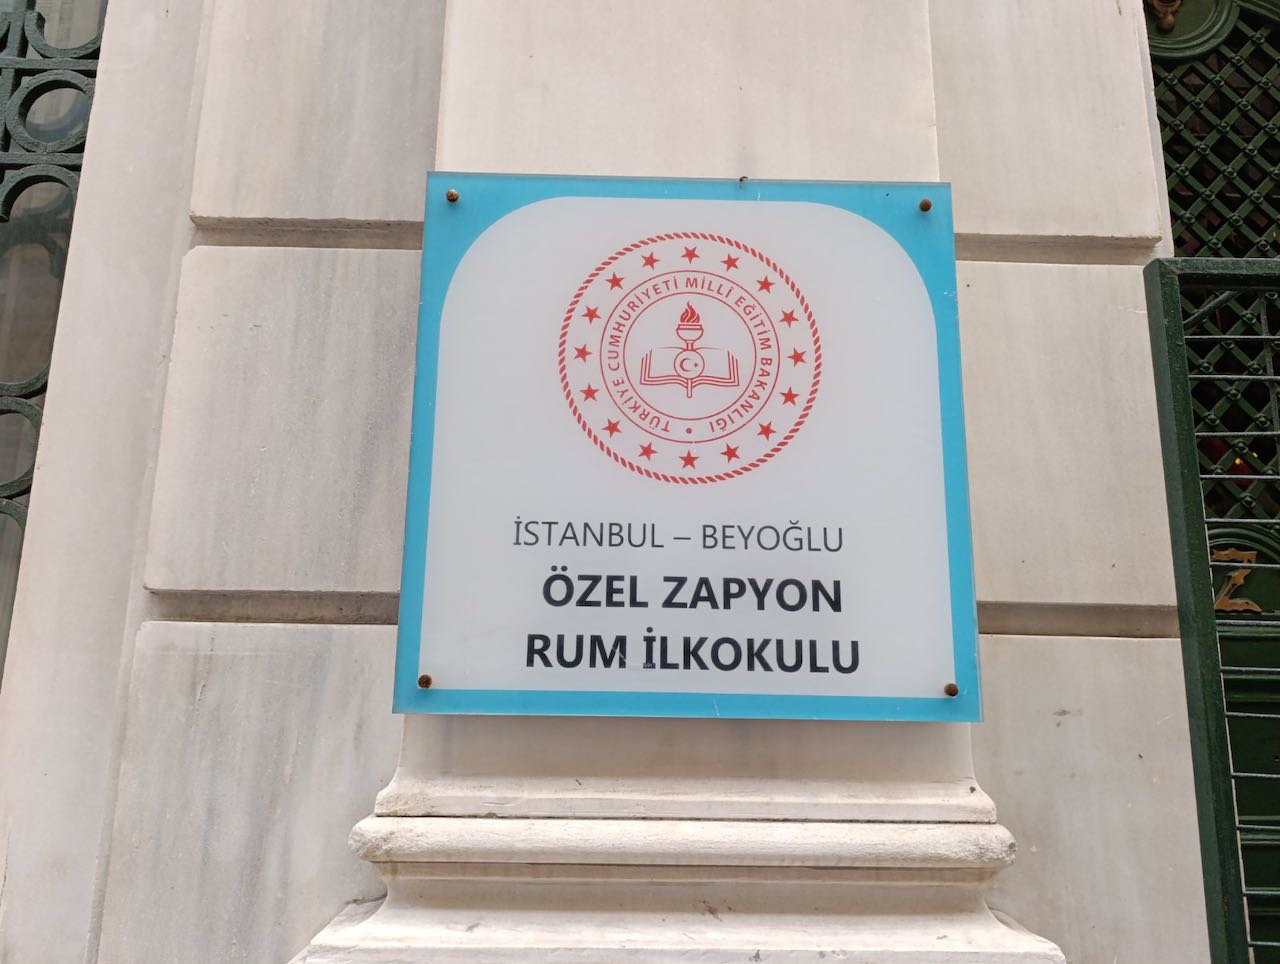 TÜRKİYE CUMHURİYETİ MİLLÎ EĞİTİM BAKANLIĞI
İSTANBUL – BEYOĞLU
ÖZEL ZAPYON
RUM İLKOKULU